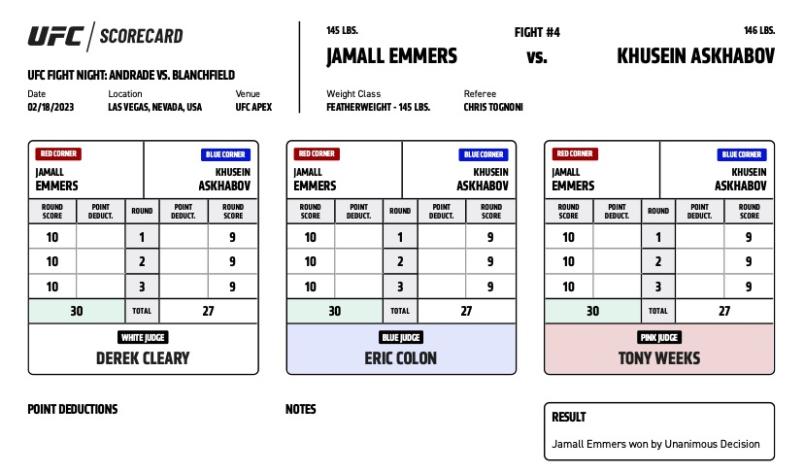 UFC SCORECARD
145 LBS. FIGHT #4 146 LBS.
JAMALL EMMERS VS. KHUSEIN ASKHABOV
UFC FIGHT NIGHT: ANDRADE VS. BLANCHFIELD
Date Location Venue
02/18/2023 LAS VEGAS, NEVADA, USA UFC APEX
Weight Class Referee
FEATHERWEIGHT - 145 LBS. CHRIS TOGNONI
RED CORNER BLUE CORNER
JAMALL KHUSEIN
EMMERS ASKHABOV
ROUND POINT ROUND POINT ROUND
SCORE DEDUCT. DEDUCT. SCORE
10 1 9
10 2 9
10 3 9
30 TOTAL 27
WHITE JUDGE
DEREK CLEARY
RED CORNER BLUE CORNER
JAMALL KHUSEIN
EMMERS ASKHABOV
ROUND POINT ROUND POINT ROUND
SCORE DEDUCT. DEDUCT. SCORE
10 1 9
10 2 9
10 3 9
30 TOTAL 27
BLUE JUDGE
ERIC COLON
RED CORNER BLUE CORNER
JAMALL KHUSEIN
EMMERS ASKHABOV
ROUND POINT ROUND POINT ROUND
SCORE DEDUCT. DEDUCT. SCORE
10 1 9
10 2 9
10 3 9
30 TOTAL 27
PINK JUDGE
TONY WEEKS
POINT DEDUCTIONS
NOTES
RESULT
Jamall Emmers won by Unanimous Decision